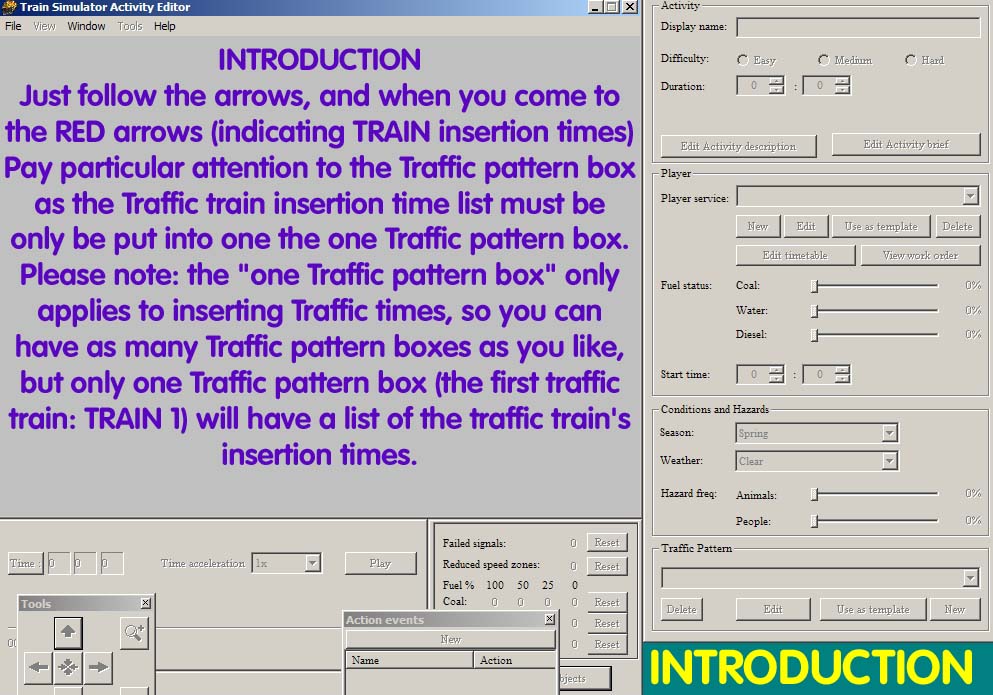 Train Simulator Activity Editor
File View Window Tools Help
INTRODUCTION
Just follow the arrows, and when you come to
the RED arrows (indicating TRAIN insertion times)
Pay particular attention to the Traffic pattern box
as the Traffic train insertion time list must be
only be put into one the one Traffic pattern box.
Please note: the "one Traffic pattern box" only
applies to inserting Traffic times, so you can
have as many Traffic pattern boxes as you like,
but only one Traffic pattern box (the first traffic
train: TRAIN 1) will have a list of the traffic train's
insertion times.
Time : 0 0 0 Time acceleration 1x Play
Tools
Failed signals: 0 Reset
Reduced speed zones: 0 Reset
Fuel % 100 50 25 0
Coal: 0 0 0 0 Reset
0 Reset
0 Reset
Action events
New
Name Action
Activity
Display name:
Difficulty: Easy Medium Hard
Duration: 0 : 0
Edit Activity description Edit Activity brief
Player
Player service:
New Edit Use as template Delete
Edit timetable View work order
Fuel status: Coal: 0%
Water: 0%
Diesel: 0%
Start time: 0 : 0
Conditions and Hazards
Season: Spring
Weather: Clear
Hazard freq: Animals: 0%
People: 0%
Traffic Pattern
Delete Edit Use as template New
INTRODUCTION